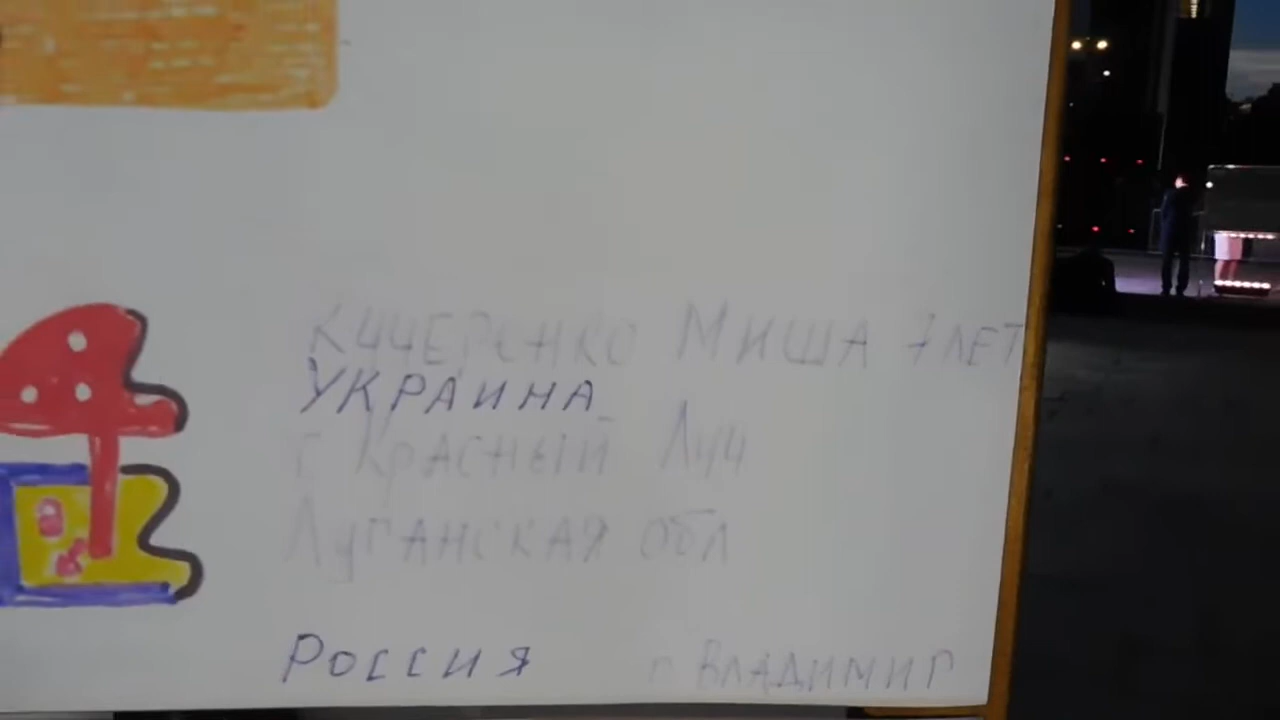 Кучеренко Миша 7 лет
Украина
г Красный Луч
Луганская обл
Россия г Владимир